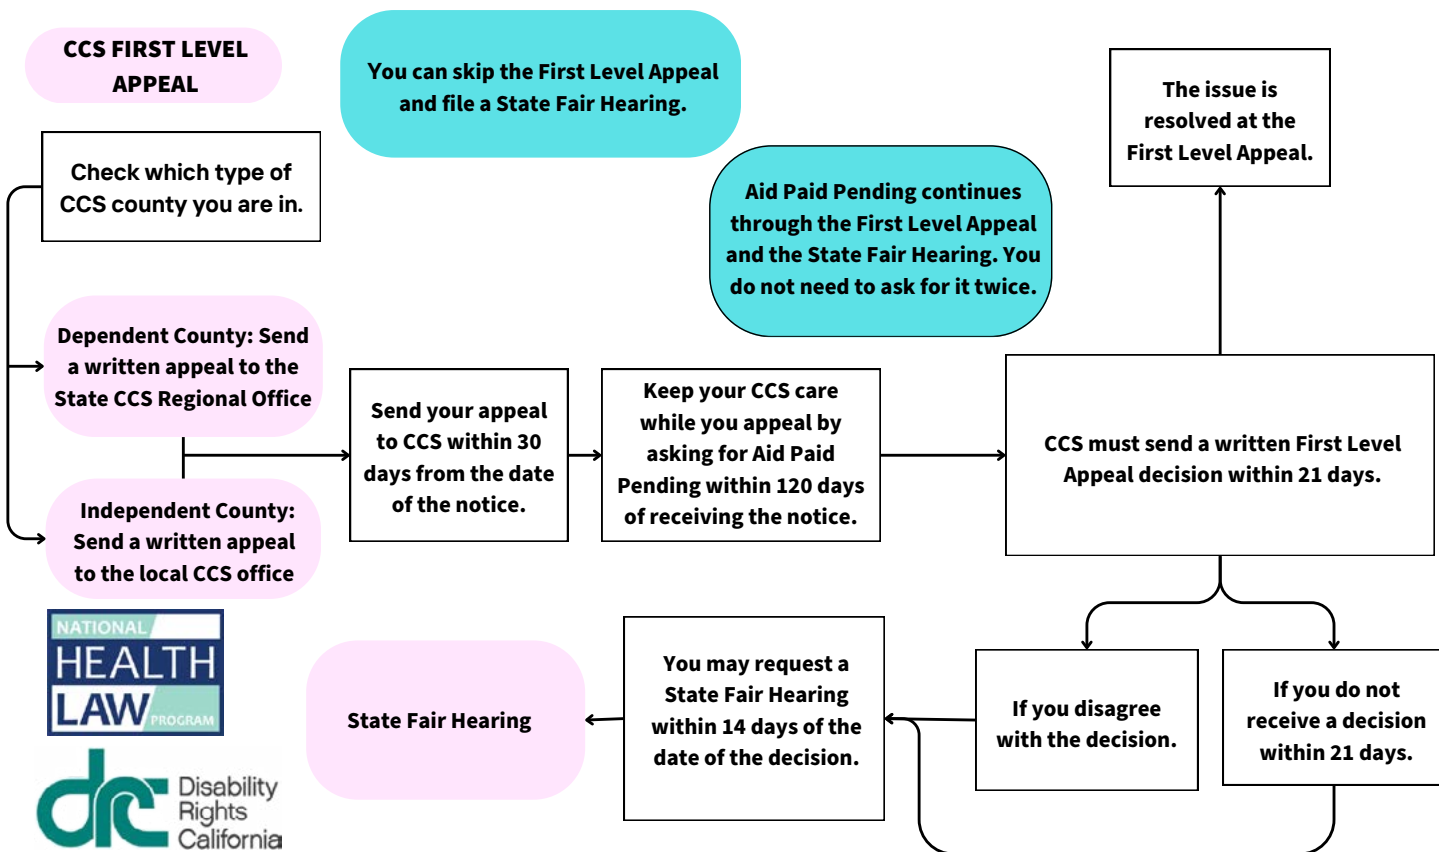 CCS FIRST LEVEL
APPEAL
You can skip the First Level Appeal
and file a State Fair Hearing.
The issue is
resolved at the
First Level Appeal.
Check which type of
CCS county you are in.
Aid Paid Pending continues
through the First Level Appeal
and the State Fair Hearing. You
do not need to ask for it twice.
Dependent County: Send
a written appeal to the
State CCS Regional Office
Independent County:
Send a written appeal
to the local CCS office
Send your appeal
to CCS within 30
days from the date
of the notice.
Keep your CCS care
while you appeal by
asking for Aid Paid
Pending within 120 days
of receiving the notice.
CCS must send a written First Level
Appeal decision within 21 days.
If you disagree
with the decision.
If you do not
receive a decision
within 21 days.
You may request a
State Fair Hearing
within 14 days of the
date of the decision.
State Fair Hearing
NATIONAL
HEALTH
LAW PROGRAM
drc Disability
Rights
California